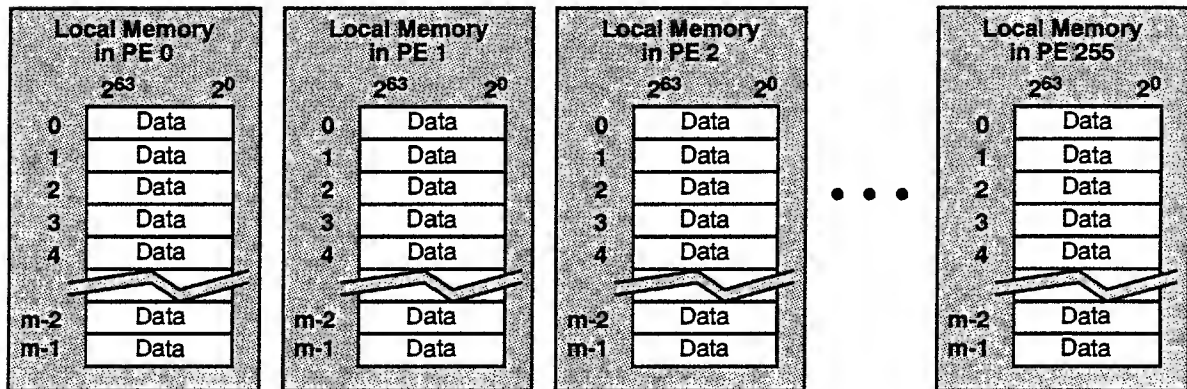 Local Memory
in PE 0
2^63 2^0
0 Data
1 Data
2 Data
3 Data
4 Data
m-2 Data
m-1 Data
Local Memory
in PE 1
2^63 2^0
0 Data
1 Data
2 Data
3 Data
4 Data
m-2 Data
m-1 Data
Local Memory
in PE 2
2^63 2^0
0 Data
1 Data
2 Data
3 Data
4 Data
m-2 Data
m-1 Data
• • •
Local Memory
in PE 255
2^63 2^0
0 Data
1 Data
2 Data
3 Data
4 Data
m-2 Data
m-1 Data